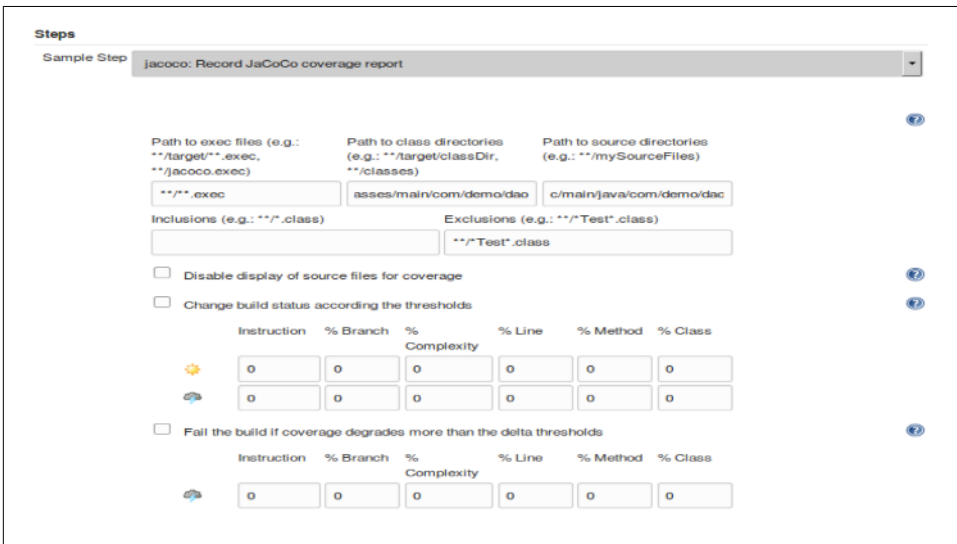 Steps
Sample Step
jacoco: Record JaCoCo coverage report
Path to exec files (e.g.: **/target/**.exec, **/jacoco.exec)
Path to class directories (e.g.: **/target/classDir, **/classes)
Path to source directories (e.g.: **/mySourceFiles)
**/**.exec
asses/main/com/demo/dao
c/main/java/com/demo/dao
Inclusions (e.g.: **/*.class)
Exclusions (e.g.: **/*Test*.class)
**/*Test*.class
Disable display of source files for coverage
Change build status according the thresholds
Instruction % Branch % Complexity % Line % Method % Class
0 0 0 0 0 0
0 0 0 0 0 0
Fail the build if coverage degrades more than the delta thresholds
Instruction % Branch % Complexity % Line % Method % Class
0 0 0 0 0 0